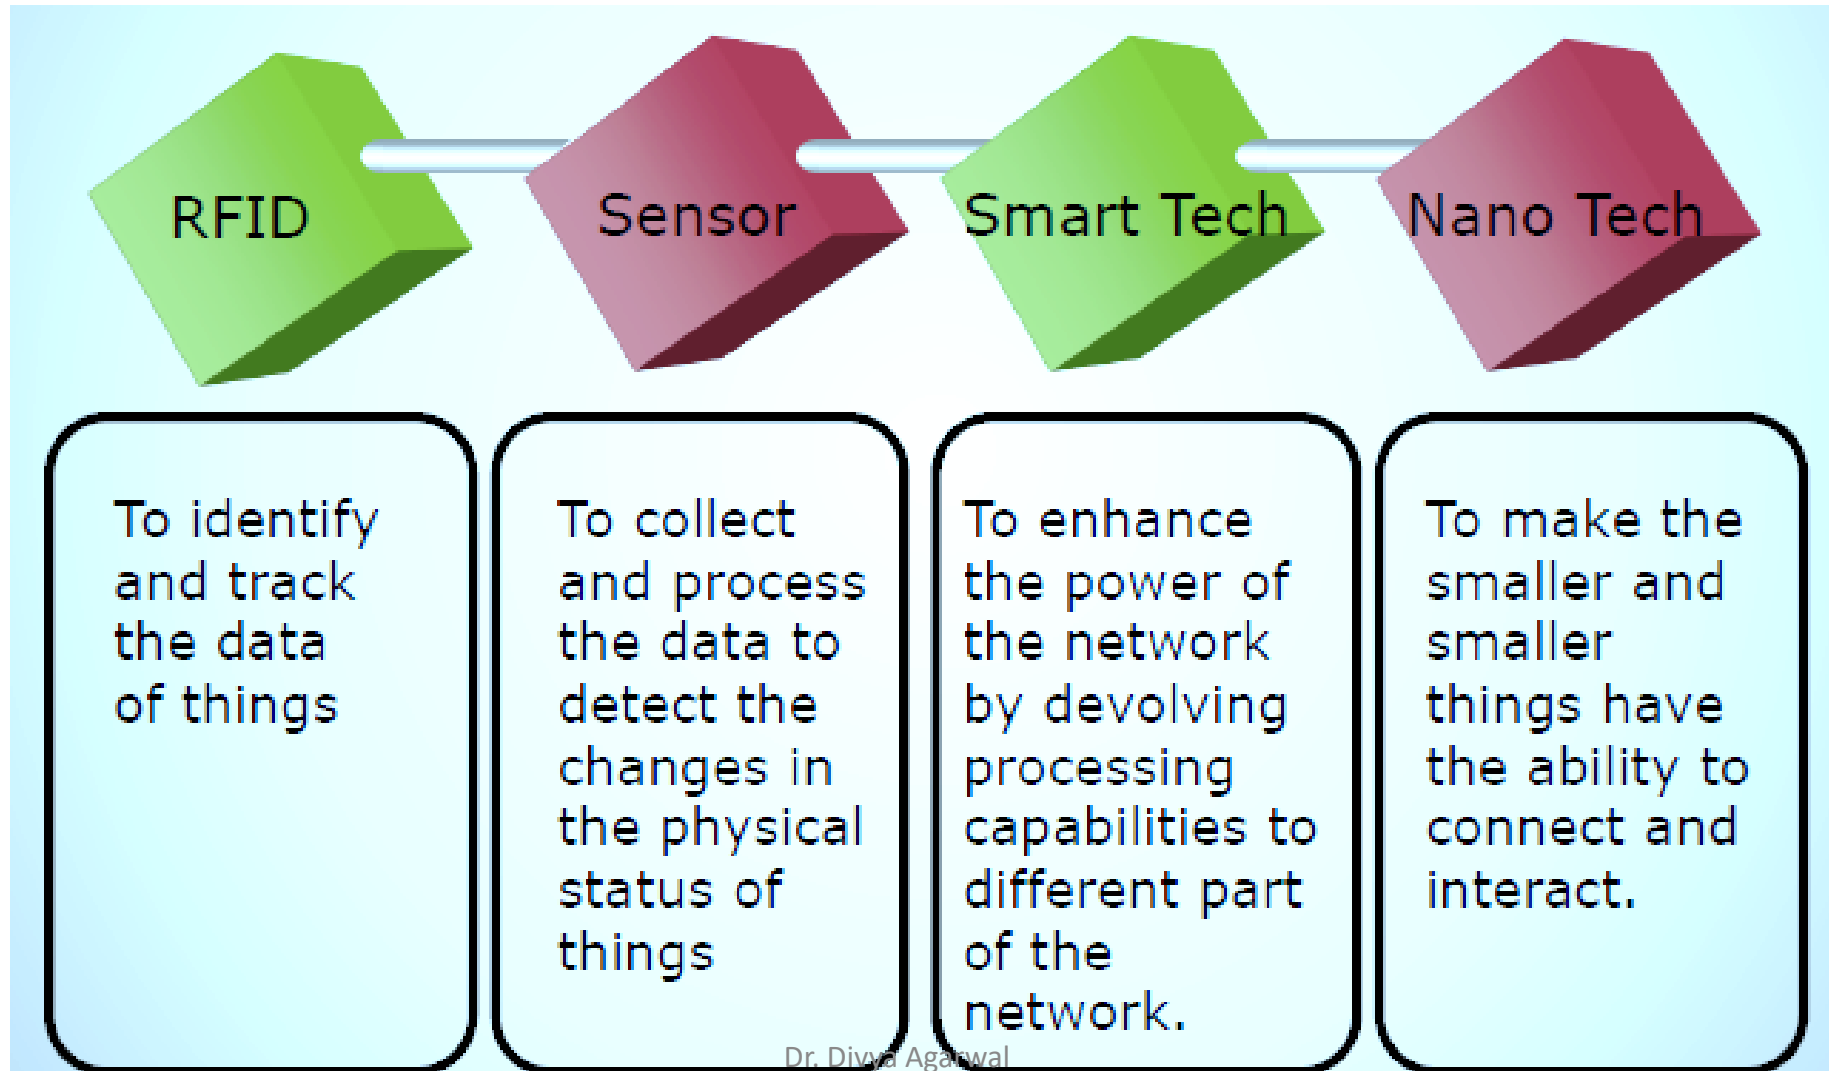 RFID
Sensor
Smart Tech
Nano Tech
To identify
and track
the data
of things
To collect
and process
the data to
detect the
changes in
the physical
status of
things
To enhance
the power of
the network
by devolving
processing
capabilities to
different part
of the
network.
To make the
smaller and
smaller
things have
the ability to
connect and
interact.
Dr. Divya Agarwal